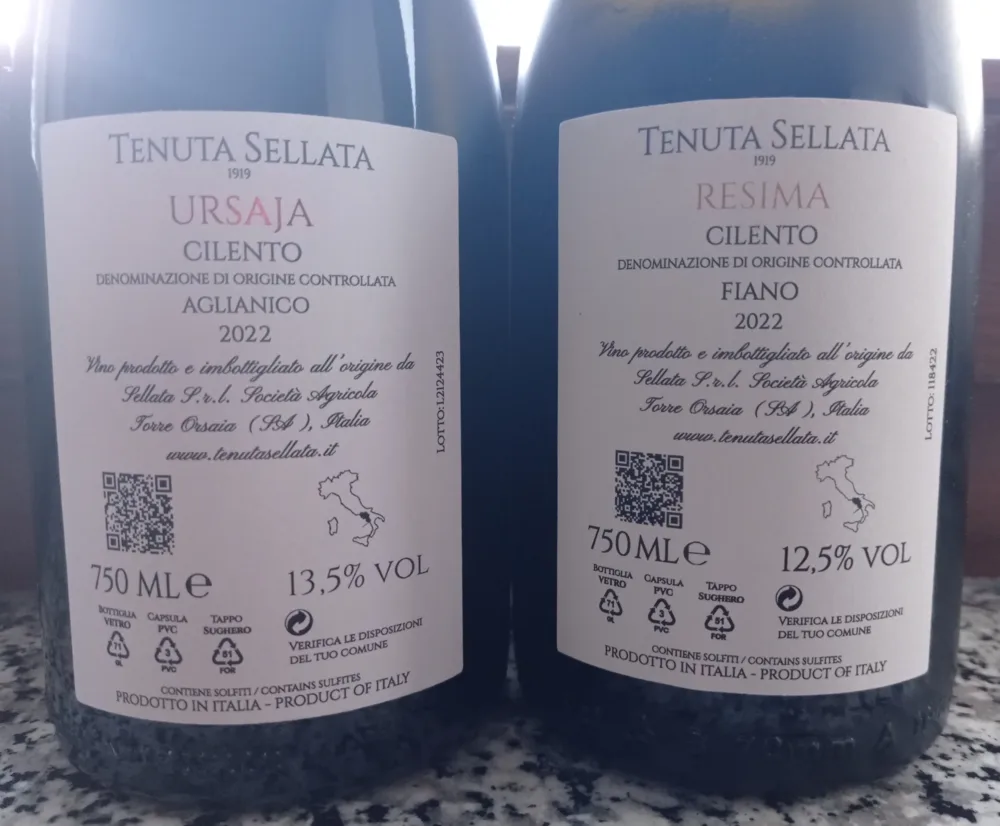 TENUTA SELLATA
1919
URSAJA
CILENTO
DENOMINAZIONE DI ORIGINE CONTROLLATA
AGLIANICO
2022
Vino prodotto e imbottigliato all'origine da
Sellata S.r.l. Società Agricola
Torre Orsaia (SA), Italia
www.tenutasellata.it
LOTTO: L2124423
750 ML e
13,5% VOL
BOTTIGLIA VETRO
71
GL
CAPSULA PVC
3
PVC
TAPPO SUGHERO
51
FOR
VERIFICA LE DISPOSIZIONI
DEL TUO COMUNE
CONTIENE SOLFITI / CONTAINS SULFITES
PRODOTTO IN ITALIA - PRODUCT OF ITALY
TENUTA SELLATA
1919
RESIMA
CILENTO
DENOMINAZIONE DI ORIGINE CONTROLLATA
FIANO
2022
Vino prodotto e imbottigliato all'origine da
Sellata S.r.l. Società Agricola
Torre Orsaia (SA), Italia
www.tenutasellata.it
LOTTO: 118422
750 ML e
12,5% VOL
BOTTIGLIA VETRO
71
GL
CAPSULA PVC
3
PVC
TAPPO SUGHERO
51
FOR
VERIFICA LE DISPOSIZIONI
DEL TUO COMUNE
CONTIENE SOLFITI / CONTAINS SULFITES
PRODOTTO IN ITALIA - PRODUCT OF ITALY